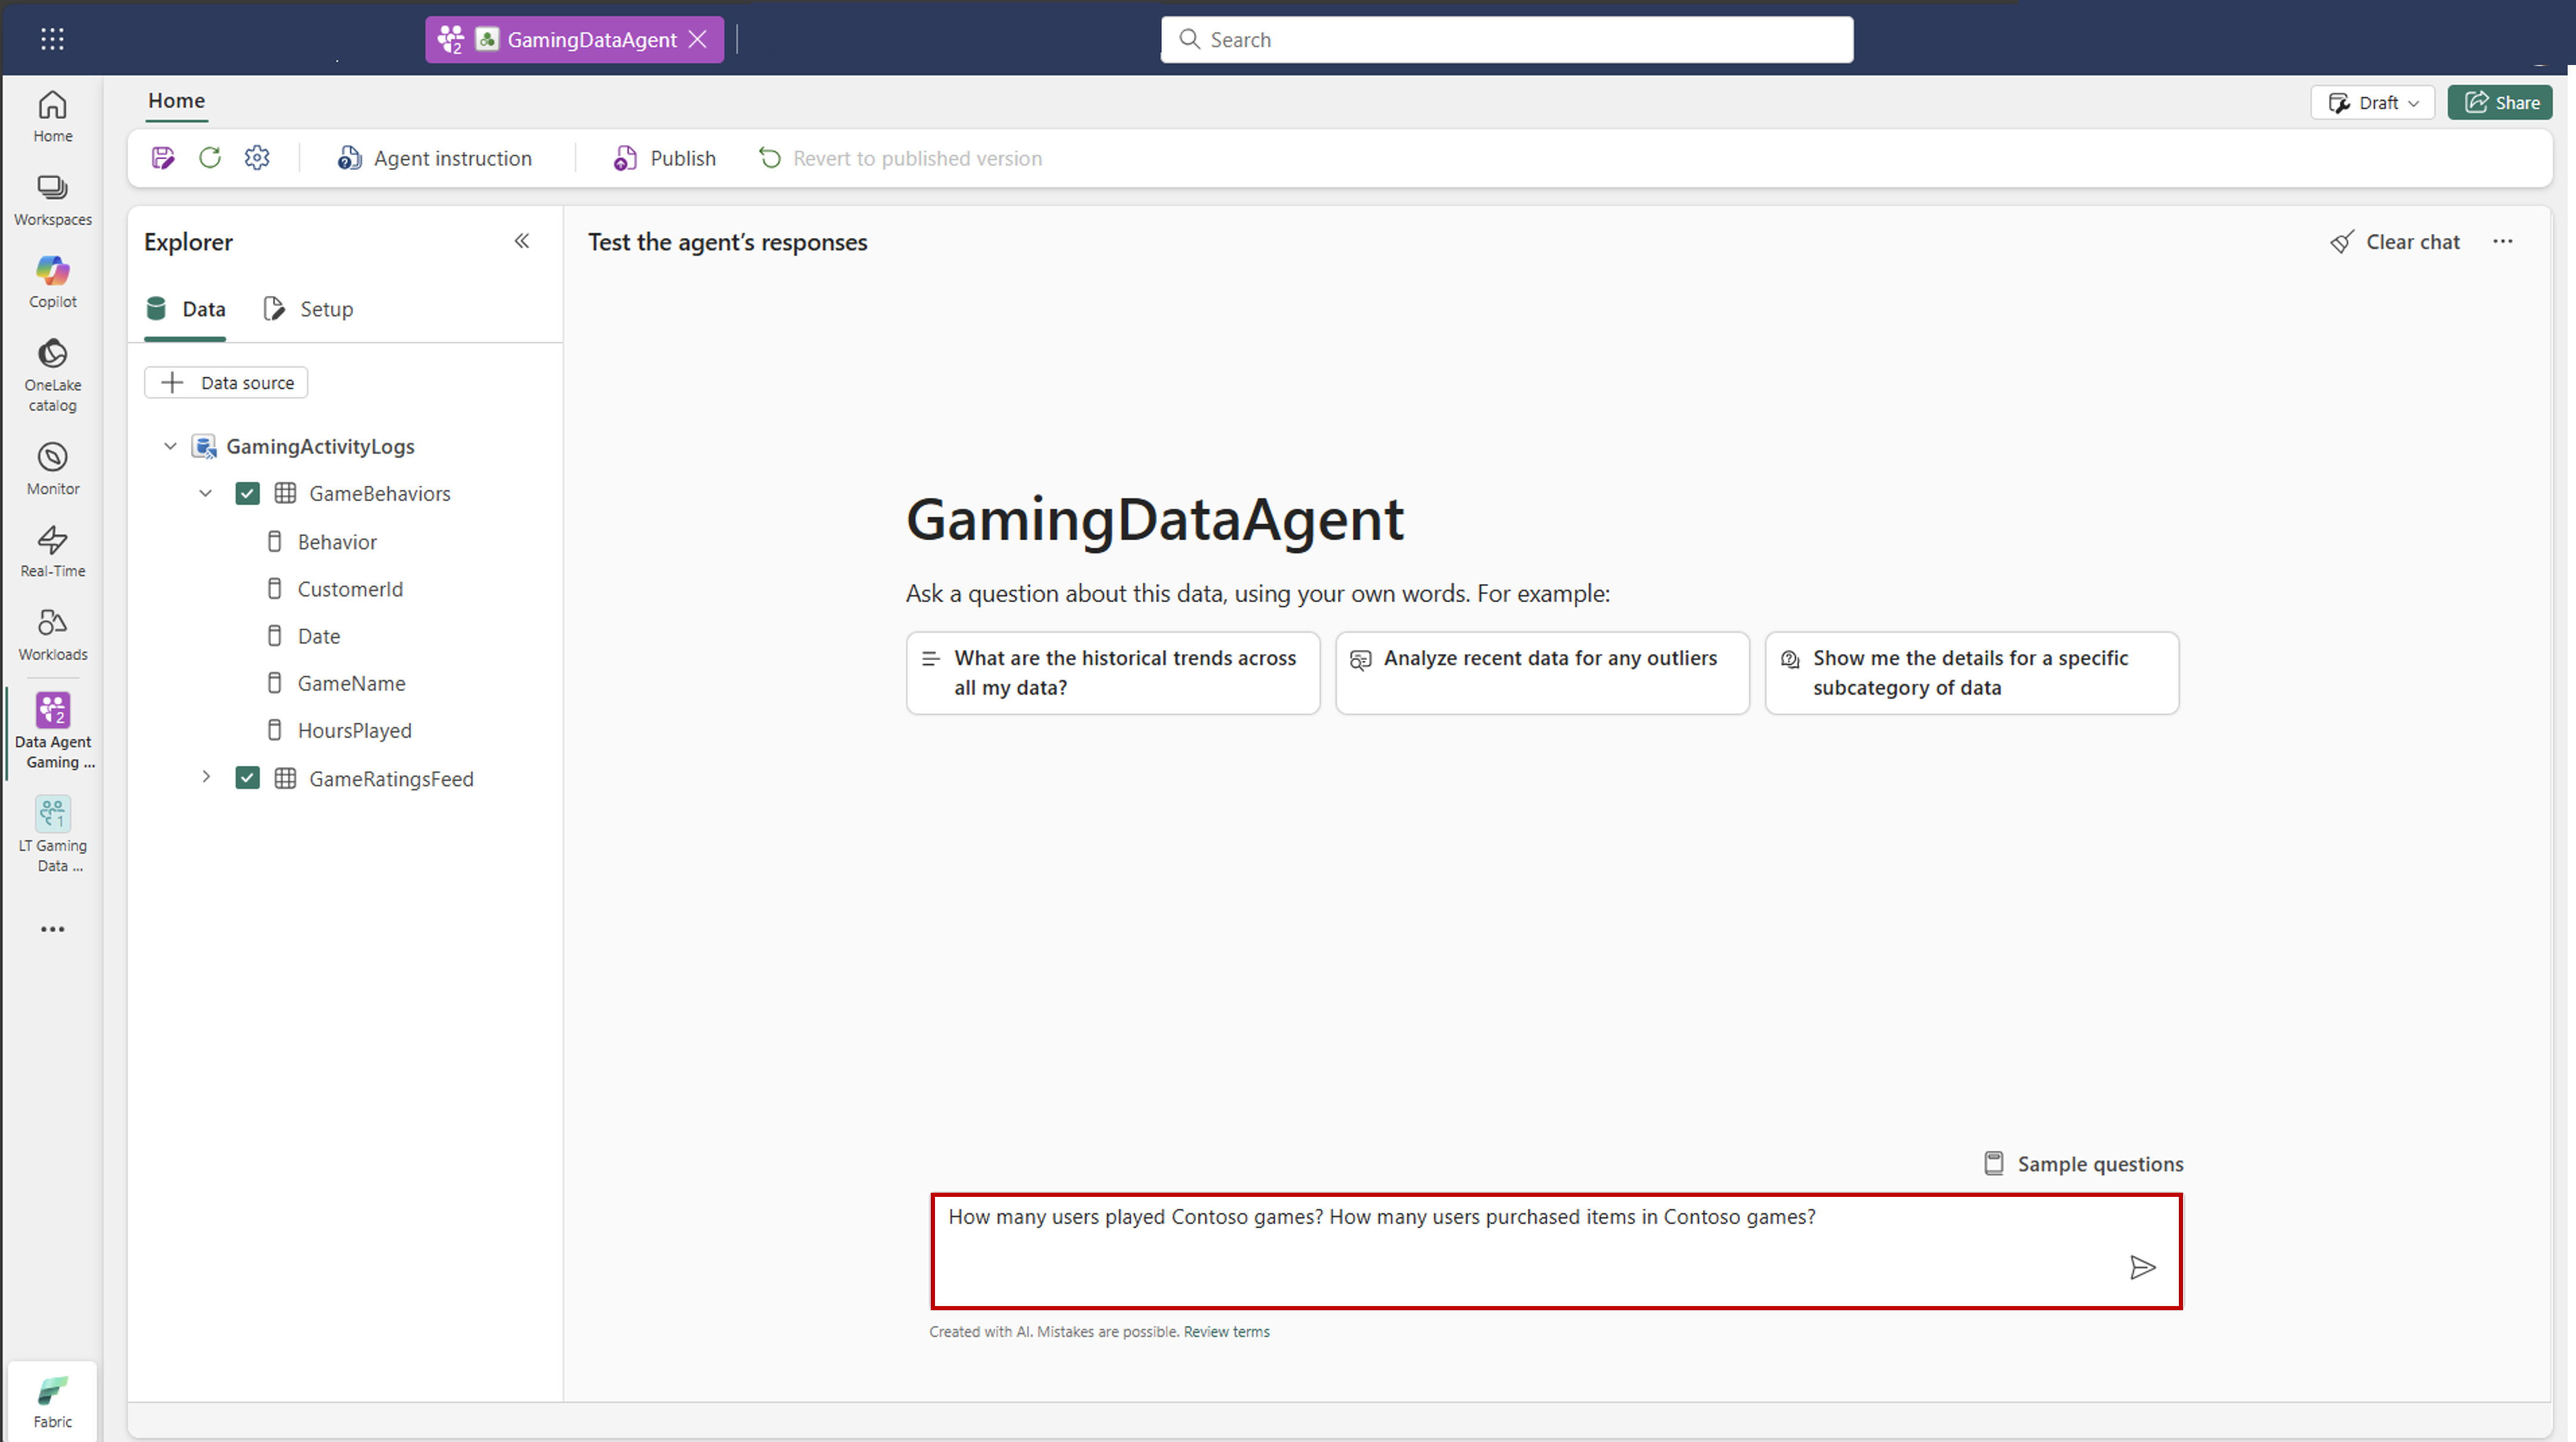 2 GamingDataAgent
Search
Home
Workspaces
Copilot
OneLake
catalog
Monitor
Real-Time
Workloads
2
Data Agent
Gaming ...
1
LT Gaming
Data ...
Fabric
Home
Draft
Share
Agent instruction
Publish
Revert to published version
Explorer
Data
Setup
Data source
GamingActivityLogs
GameBehaviors
Behavior
CustomerId
Date
GameName
HoursPlayed
GameRatingsFeed
Test the agent's responses
Clear chat
GamingDataAgent
Ask a question about this data, using your own words. For example:
What are the historical trends across
all my data?
Analyze recent data for any outliers
Show me the details for a specific
subcategory of data
Sample questions
How many users played Contoso games? How many users purchased items in Contoso games?
Created with AI. Mistakes are possible. Review terms